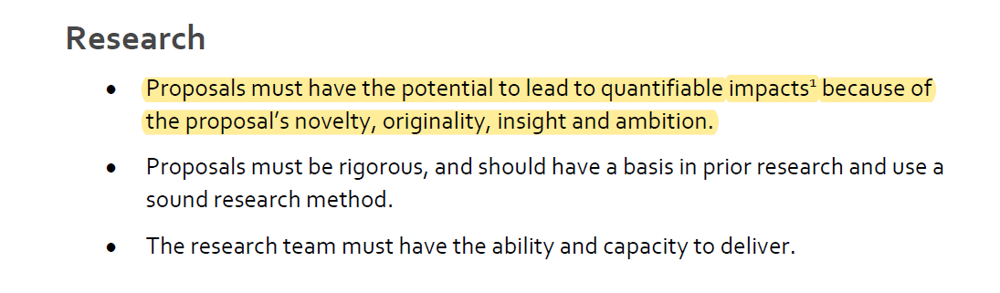 Research
• Proposals must have the potential to lead to quantifiable impacts¹ because of
the proposal’s novelty, originality, insight and ambition.
• Proposals must be rigorous, and should have a basis in prior research and use a
sound research method.
• The research team must have the ability and capacity to deliver.